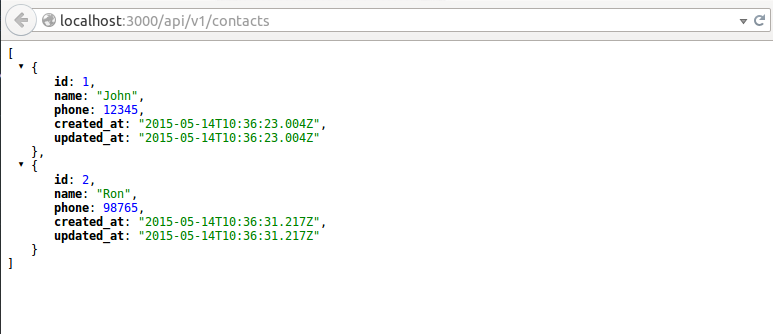 localhost:3000/api/v1/contacts
[
{
id: 1,
name: "John",
phone: 12345,
created_at: "2015-05-14T10:36:23.004Z",
updated_at: "2015-05-14T10:36:23.004Z"
},
{
id: 2,
name: "Ron",
phone: 98765,
created_at: "2015-05-14T10:36:31.217Z",
updated_at: "2015-05-14T10:36:31.217Z"
}
]